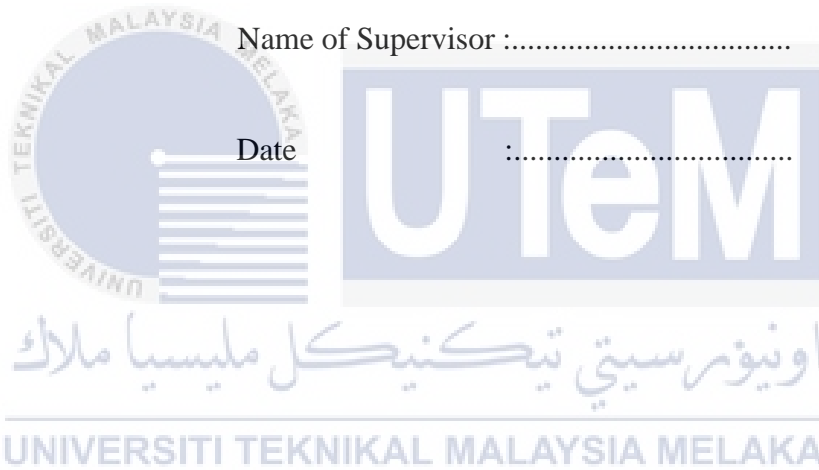 Name of Supervisor :..................................
Date :..................................
UNIVERSITI TEKNIKAL MALAYSIA MELAKA
UTeM
اونيۏرسيتي تيكنيكل مليسيا ملاك
UNIVERSITI TEKNIKAL MALAYSIA MELAKA